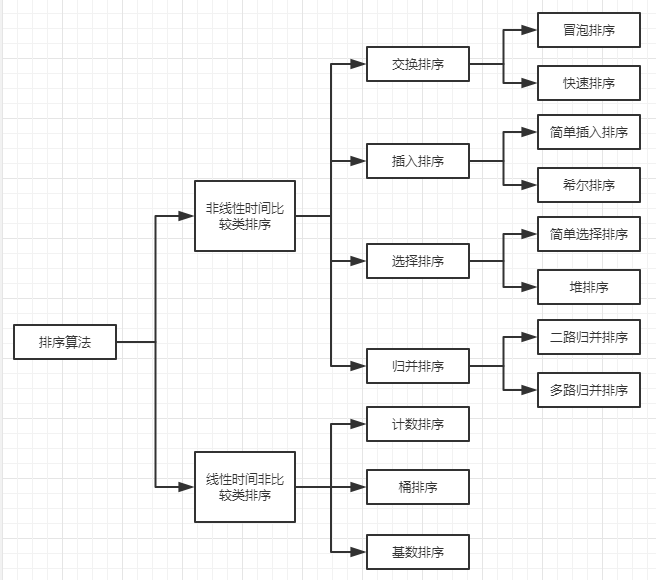 排序算法
非线性时间比
较类排序
交换排序
冒泡排序
快速排序
插入排序
简单插入排序
希尔排序
选择排序
简单选择排序
堆排序
归并排序
二路归并排序
多路归并排序
线性时间非比
较类排序
计数排序
桶排序
基数排序